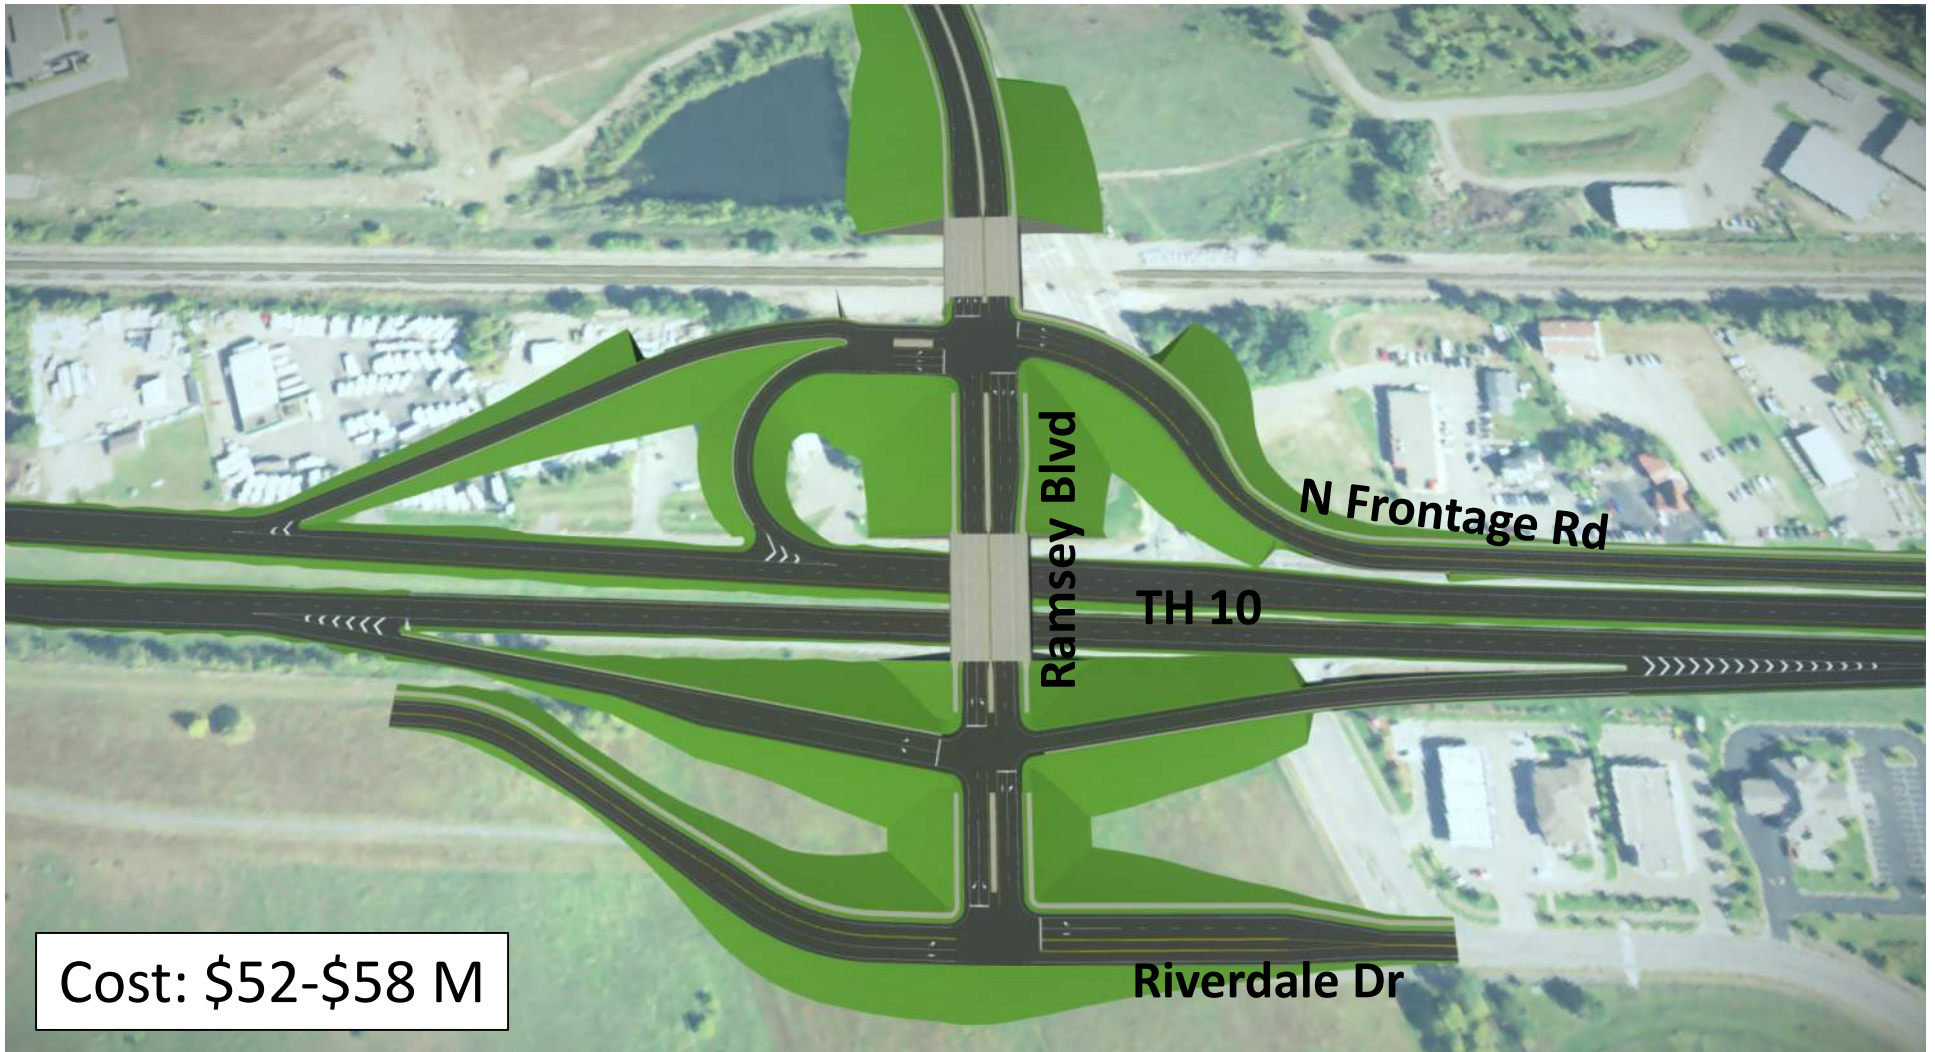 Ramsey Blvd
N Frontage Rd
TH 10
Riverdale Dr
Cost: $52-$58 M